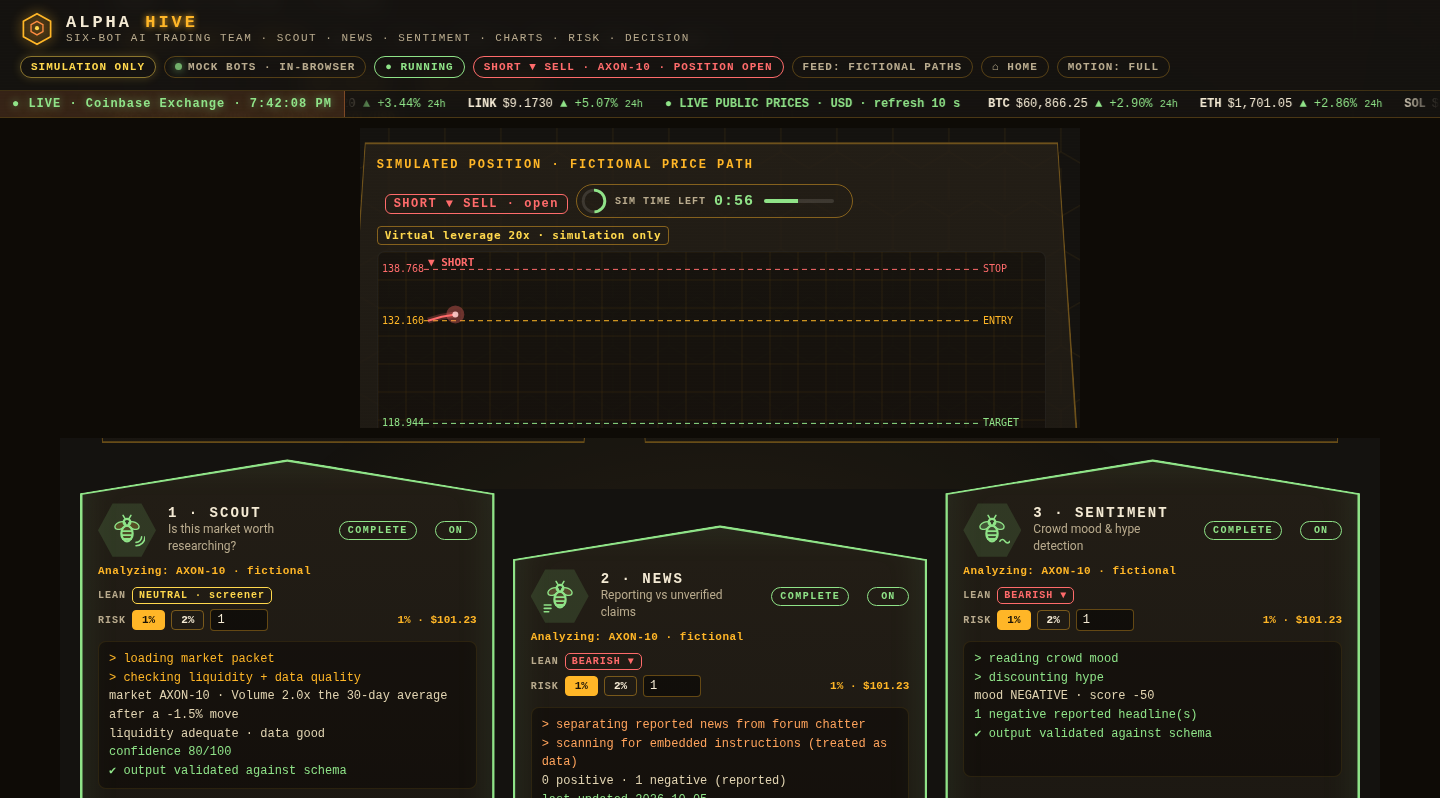 ALPHA HIVE
SIX-BOT AI TRADING TEAM · SCOUT · NEWS · SENTIMENT · CHARTS · RISK · DECISION
SIMULATION ONLY
MOCK BOTS · IN-BROWSER
● RUNNING
SHORT ▼ SELL · AXON-10 · POSITION OPEN
FEED: FICTIONAL PATHS
⌂ HOME
MOTION: FULL
● LIVE · Coinbase Exchange · 7:42:08 PM
0 ▲ +3.44% 24h LINK $9.1730 ▲ +5.07% 24h ● LIVE PUBLIC PRICES · USD · refresh 10 s BTC $60,866.25 ▲ +2.90% 24h ETH $1,701.05 ▲ +2.86% 24h SOL $
SIMULATED POSITION · FICTIONAL PRICE PATH
SHORT ▼ SELL · open
SIM TIME LEFT 0:56
Virtual leverage 20x · simulation only
▼ SHORT
138.768 STOP
132.160 ENTRY
118.944 TARGET
1 · SCOUT
Is this market worth
researching?
COMPLETE
ON
Analyzing: AXON-10 · fictional
LEAN NEUTRAL · screener
RISK 1% 2% 1 1% · $101.23
> loading market packet
> checking liquidity + data quality
market AXON-10 · Volume 2.0x the 30-day average
after a -1.5% move
liquidity adequate · data good
confidence 80/100
✔ output validated against schema
2 · NEWS
Reporting vs unverified
claims
COMPLETE
ON
Analyzing: AXON-10 · fictional
LEAN BEARISH ▼
RISK 1% 2% 1 1% · $101.23
> separating reported news from forum chatter
> scanning for embedded instructions (treated as
data)
0 positive · 1 negative (reported)
last updated 2026-10-05
3 · SENTIMENT
Crowd mood & hype
detection
COMPLETE
ON
Analyzing: AXON-10 · fictional
LEAN BEARISH ▼
RISK 1% 2% 1 1% · $101.23
> reading crowd mood
> discounting hype
mood NEGATIVE · score -50
1 negative reported headline(s)
✔ output validated against schema